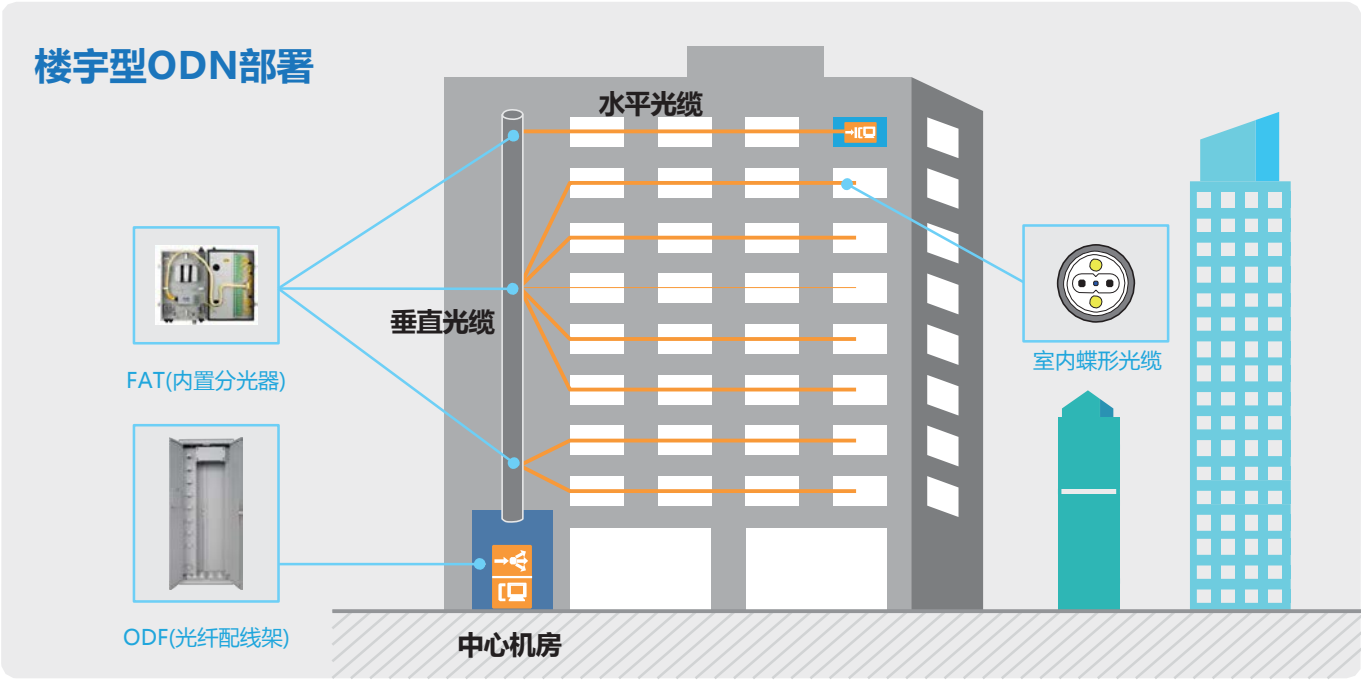 楼宇型ODN部署
水平光缆
垂直光缆
FAT(内置分光器)
室内蝶形光缆
ODF(光纤配线架)
中心机房